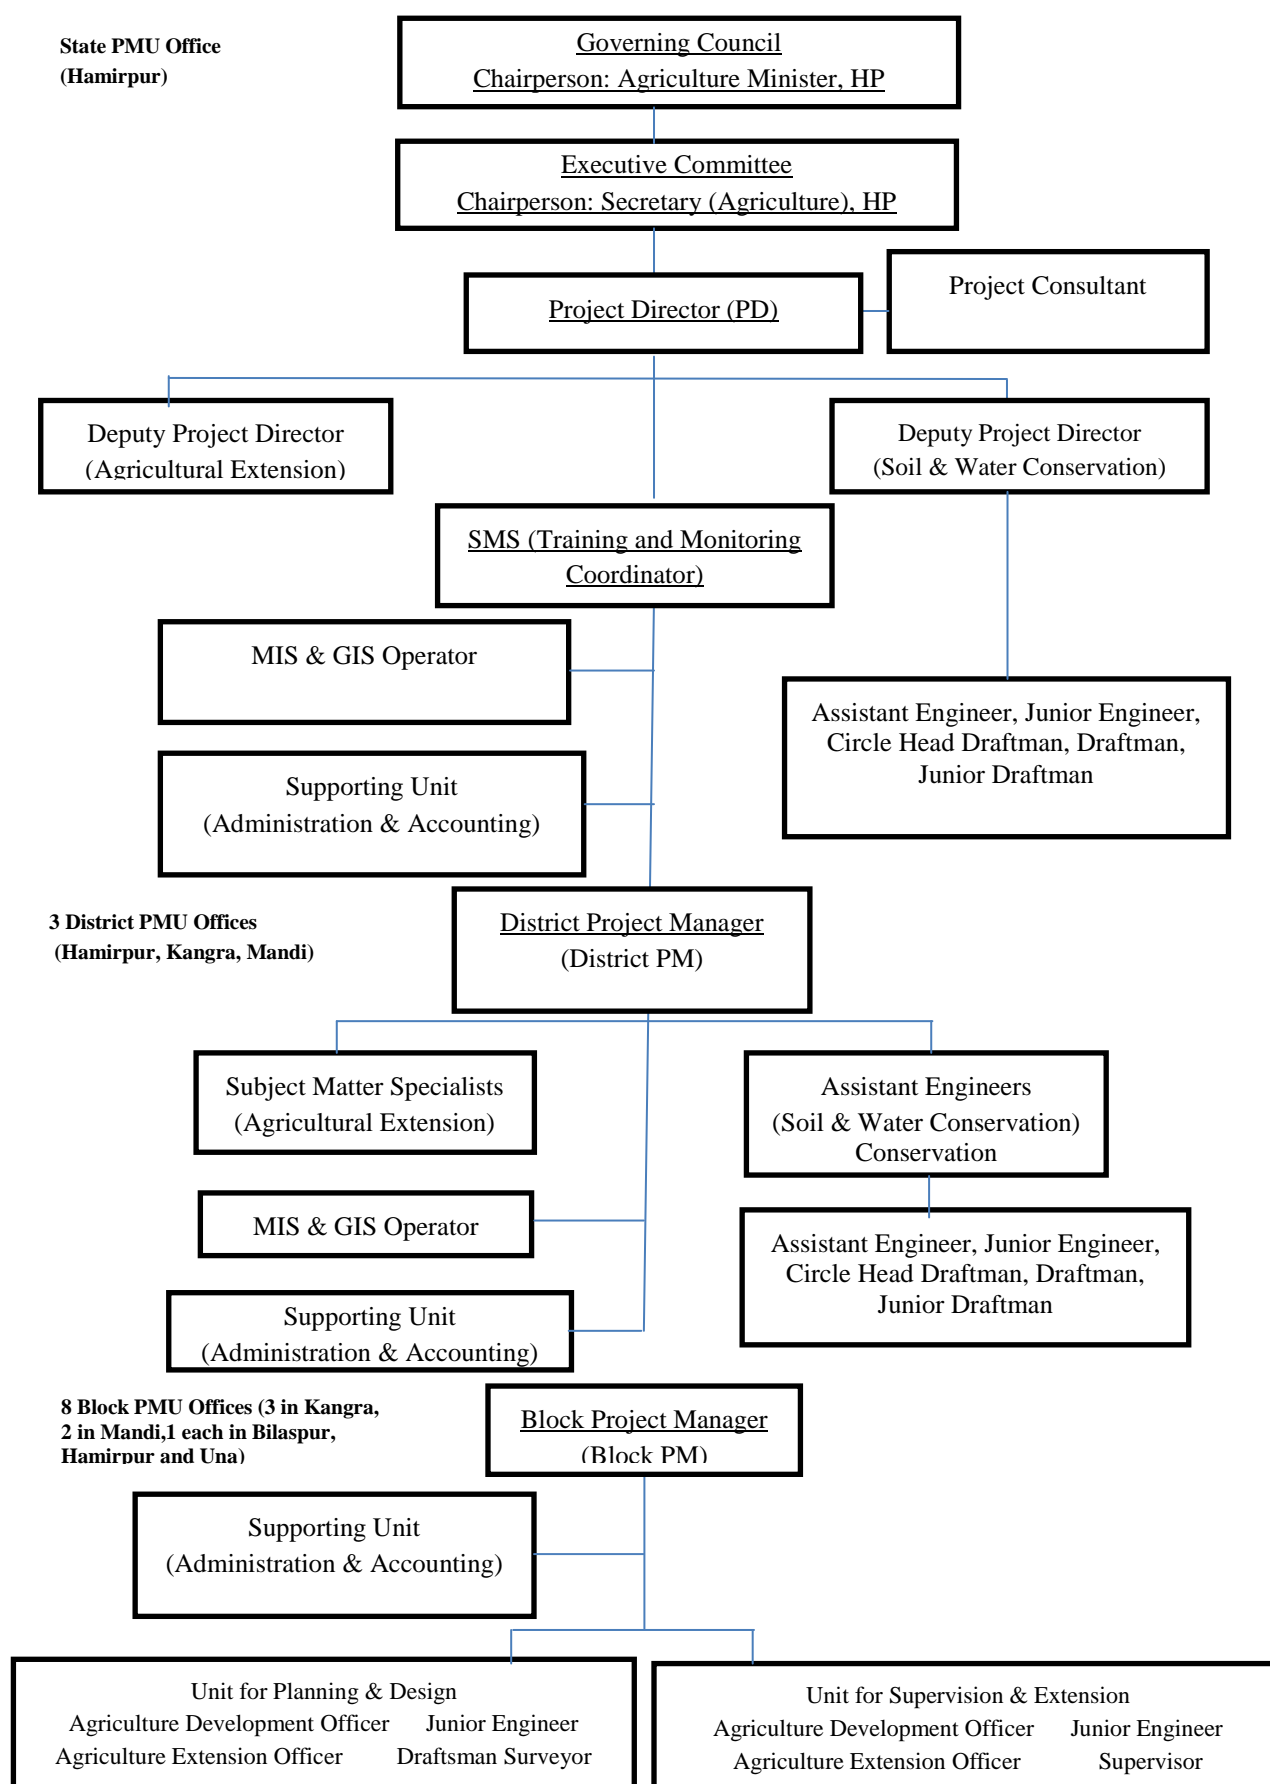 State PMU Office
(Hamirpur)
Governing Council
Chairperson: Agriculture Minister, HP
Executive Committee
Chairperson: Secretary (Agriculture), HP
Project Director (PD)
Project Consultant
Deputy Project Director
(Agricultural Extension)
Deputy Project Director
(Soil & Water Conservation)
SMS (Training and Monitoring
Coordinator)
MIS & GIS Operator
Assistant Engineer, Junior Engineer,
Circle Head Draftman, Draftman,
Junior Draftman
Supporting Unit
(Administration & Accounting)
3 District PMU Offices
(Hamirpur, Kangra, Mandi)
District Project Manager
(District PM)
Subject Matter Specialists
(Agricultural Extension)
Assistant Engineers
(Soil & Water Conservation)
Conservation
MIS & GIS Operator
Assistant Engineer, Junior Engineer,
Circle Head Draftman, Draftman,
Junior Draftman
Supporting Unit
(Administration & Accounting)
8 Block PMU Offices (3 in Kangra,
2 in Mandi,1 each in Bilaspur,
Hamirpur and Una)
Block Project Manager
(Block PM)
Supporting Unit
(Administration & Accounting)
Unit for Planning & Design
Agriculture Development Officer Junior Engineer
Agriculture Extension Officer Draftsman Surveyor
Unit for Supervision & Extension
Agriculture Development Officer Junior Engineer
Agriculture Extension Officer Supervisor